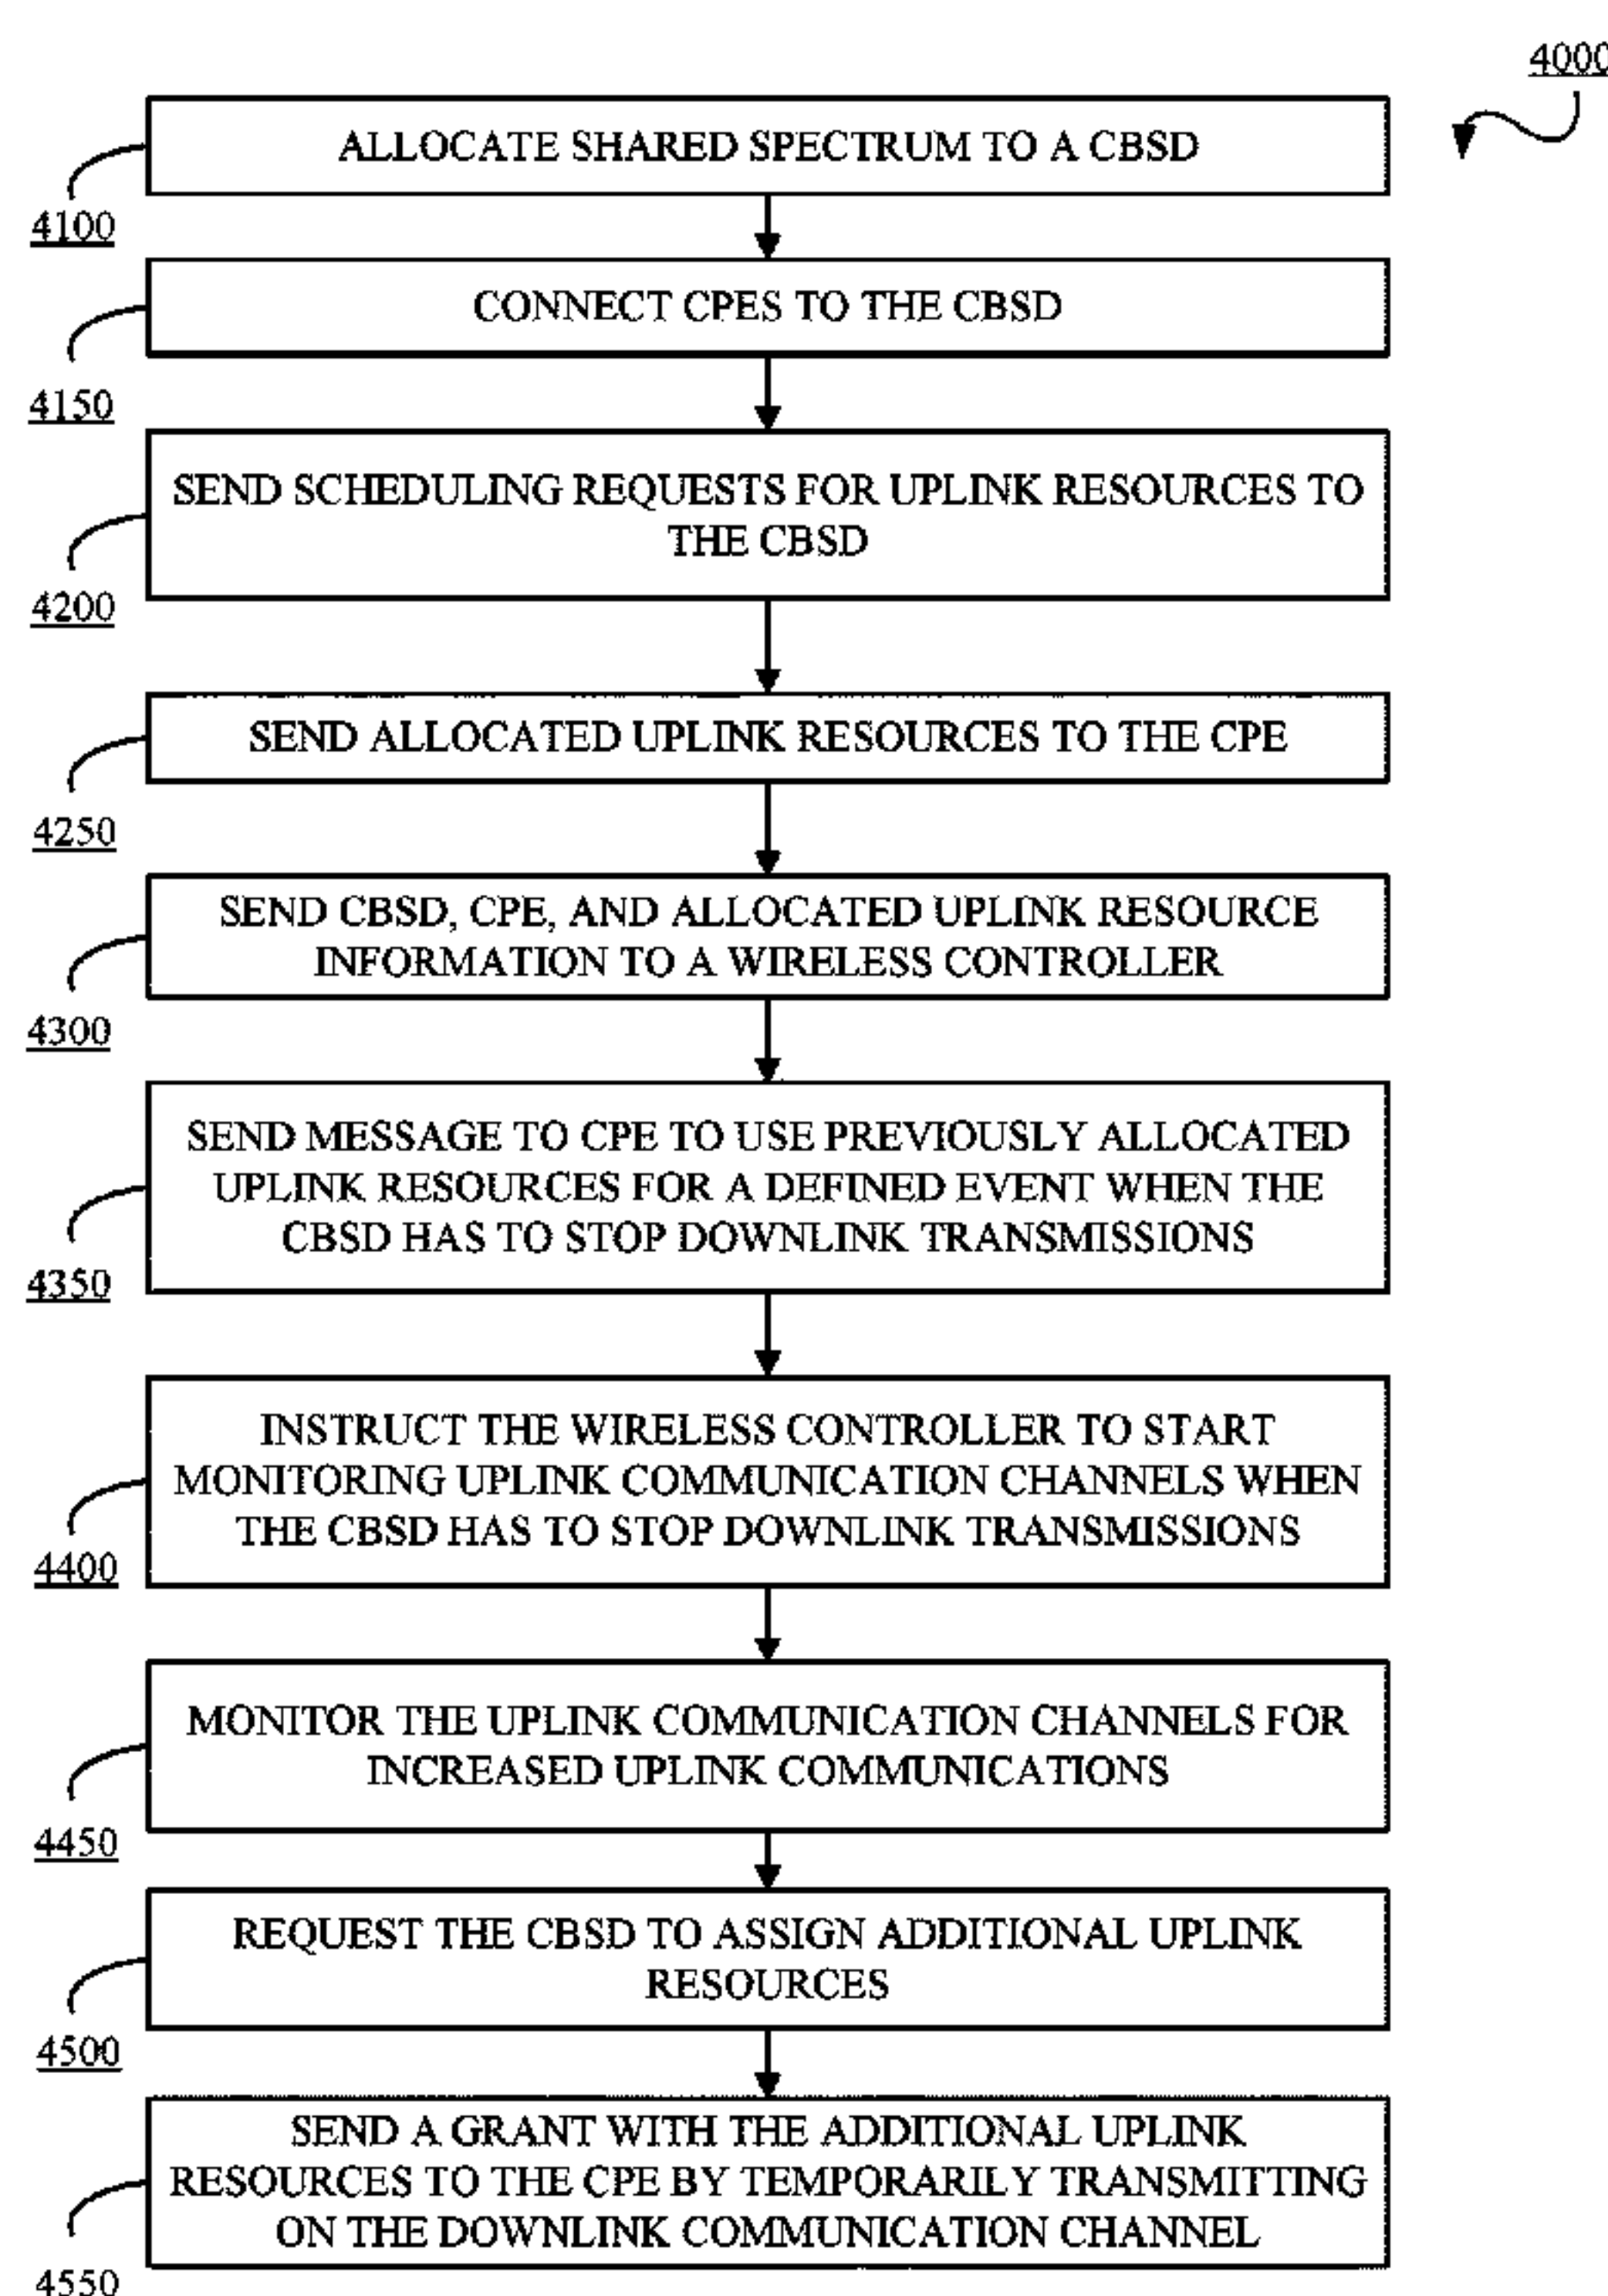 4000
ALLOCATE SHARED SPECTRUM TO A CBSD
4100
CONNECT CPES TO THE CBSD
4150
SEND SCHEDULING REQUESTS FOR UPLINK RESOURCES TO
THE CBSD
4200
SEND ALLOCATED UPLINK RESOURCES TO THE CPE
4250
SEND CBSD, CPE, AND ALLOCATED UPLINK RESOURCE
INFORMATION TO A WIRELESS CONTROLLER
4300
SEND MESSAGE TO CPE TO USE PREVIOUSLY ALLOCATED
UPLINK RESOURCES FOR A DEFINED EVENT WHEN THE
CBSD HAS TO STOP DOWNLINK TRANSMISSIONS
4350
INSTRUCT THE WIRELESS CONTROLLER TO START
MONITORING UPLINK COMMUNICATION CHANNELS WHEN
THE CBSD HAS TO STOP DOWNLINK TRANSMISSIONS
4400
MONITOR THE UPLINK COMMUNICATION CHANNELS FOR
INCREASED UPLINK COMMUNICATIONS
4450
REQUEST THE CBSD TO ASSIGN ADDITIONAL UPLINK
RESOURCES
4500
SEND A GRANT WITH THE ADDITIONAL UPLINK
RESOURCES TO THE CPE BY TEMPORARILY TRANSMITTING
ON THE DOWNLINK COMMUNICATION CHANNEL
4550